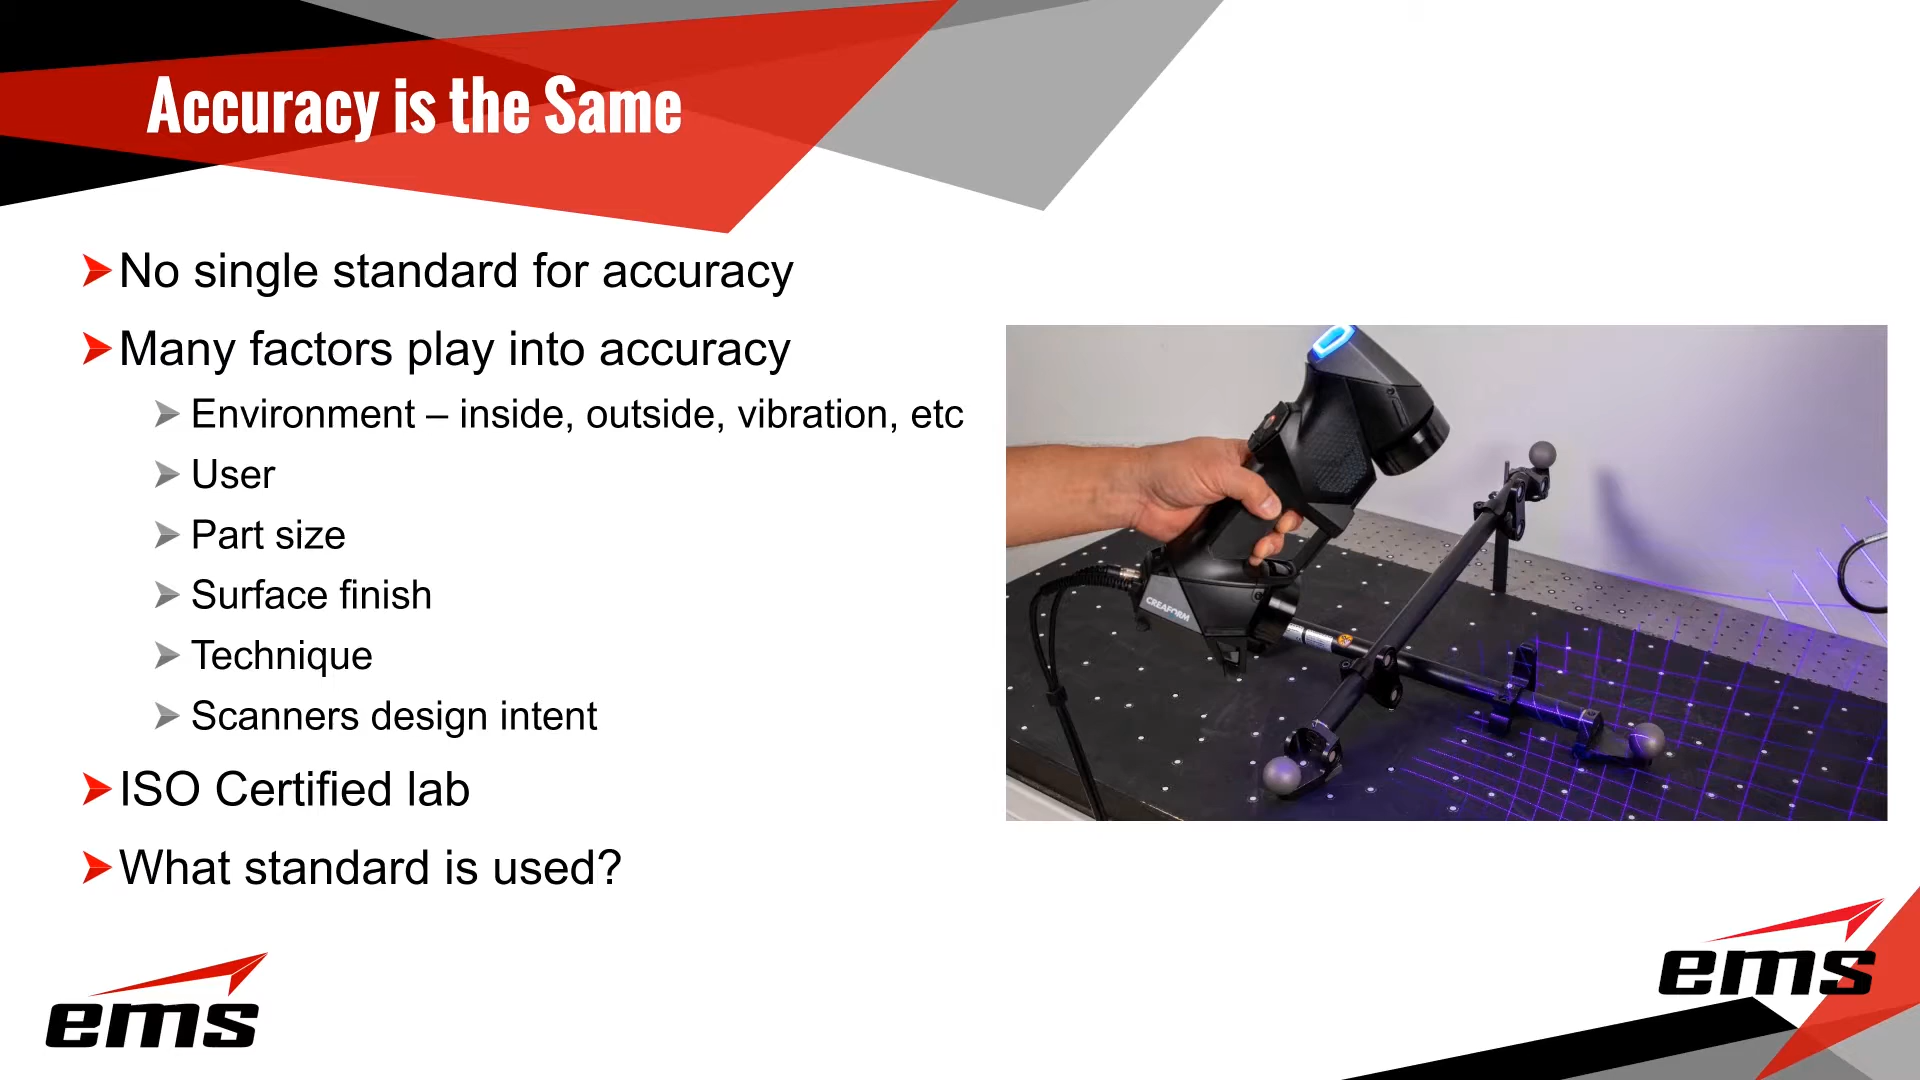 Accuracy is the Same
No single standard for accuracy
Many factors play into accuracy
Environment – inside, outside, vibration, etc
User
Part size
Surface finish
Technique
Scanners design intent
ISO Certified lab
What standard is used?
CREAFORM
ems
ems